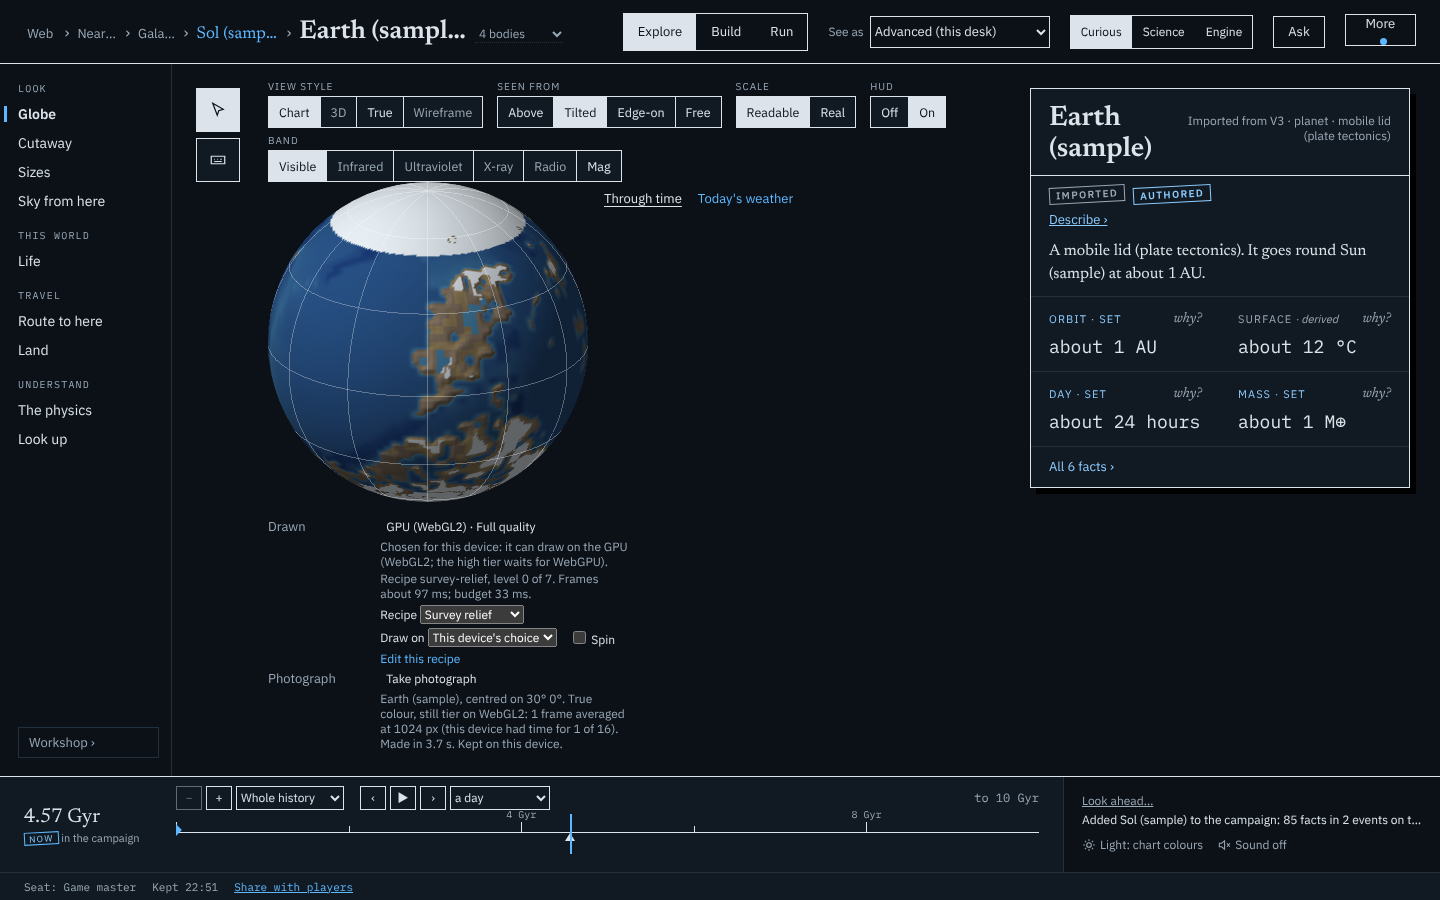 Web › Near... › Gala... › Sol (samp... › Earth (sampl... 4 bodies
Explore Build Run
See as Advanced (this desk)
Curious Science Engine
Ask
More
LOOK
Globe
Cutaway
Sizes
Sky from here
THIS WORLD
Life
TRAVEL
Route to here
Land
UNDERSTAND
The physics
Look up
Workshop ›
VIEW STYLE
Chart 3D True Wireframe
SEEN FROM
Above Tilted Edge-on Free
SCALE
Readable Real
HUD
Off On
BAND
Visible Infrared Ultraviolet X-ray Radio Mag
Through time Today's weather
Drawn GPU (WebGL2) · Full quality
Chosen for this device: it can draw on the GPU
(WebGL2; the high tier waits for WebGPU).
Recipe survey-relief, level 0 of 7. Frames
about 97 ms; budget 33 ms.
Recipe Survey relief
Draw on This device's choice Spin
Edit this recipe
Photograph Take photograph
Earth (sample), centred on 30° 0°. True
colour, still tier on WebGL2: 1 frame averaged
at 1024 px (this device had time for 1 of 16).
Made in 3.7 s. Kept on this device.
Earth
(sample)
Imported from V3 · planet · mobile lid
(plate tectonics)
IMPORTED AUTHORED
Describe ›
A mobile lid (plate tectonics). It goes round Sun
(sample) at about 1 AU.
ORBIT · SET why?
about 1 AU
SURFACE · derived why?
about 12 °C
DAY · SET why?
about 24 hours
MASS · SET why?
about 1 M⊕
All 6 facts ›
4.57 Gyr
NOW in the campaign
− + Whole history ‹ ▶ › a day
to 10 Gyr
4 Gyr 8 Gyr
Look ahead...
Added Sol (sample) to the campaign: 85 facts in 2 events on t...
Light: chart colours Sound off
Seat: Game master Kept 22:51 Share with players